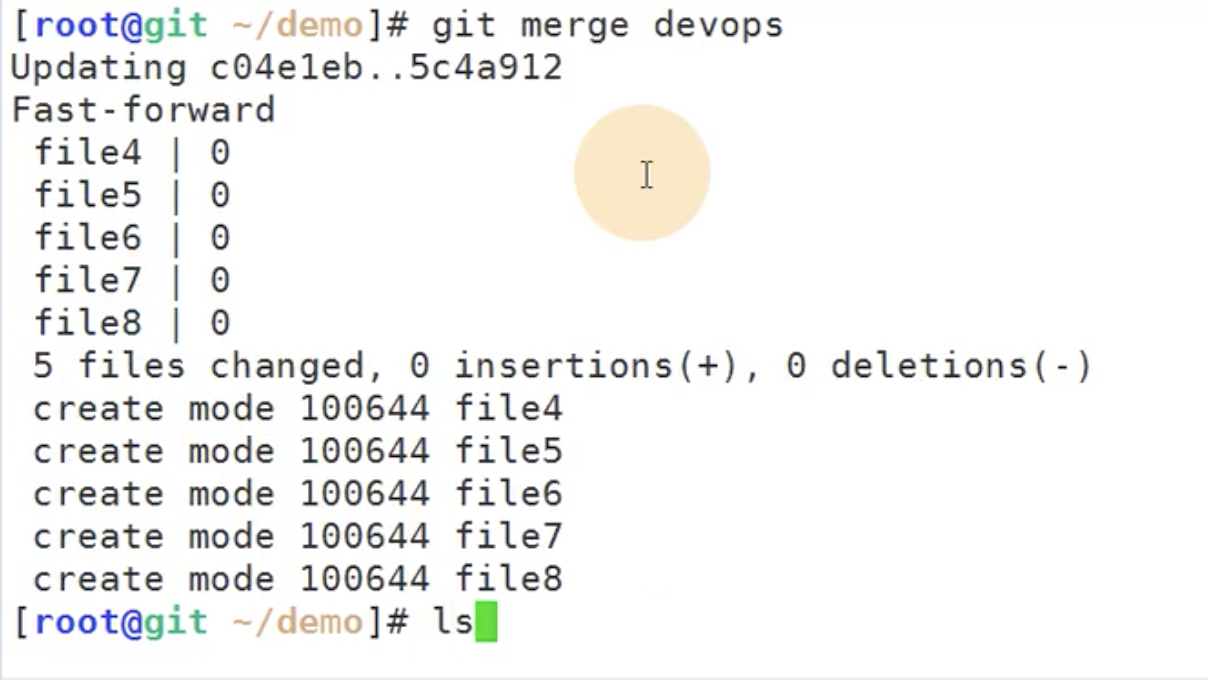 [root@git ~/demo]# git merge devops
Updating c04e1eb..5c4a912
Fast-forward
 file4 | 0
 file5 | 0
 file6 | 0
 file7 | 0
 file8 | 0
 5 files changed, 0 insertions(+), 0 deletions(-)
 create mode 100644 file4
 create mode 100644 file5
 create mode 100644 file6
 create mode 100644 file7
 create mode 100644 file8
[root@git ~/demo]# ls